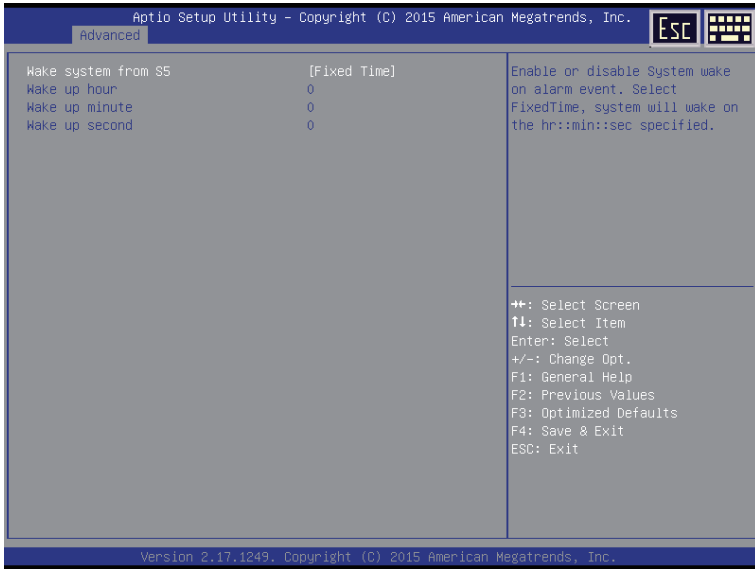 Aptio Setup Utility – Copyright (C) 2015 American Megatrends, Inc.
Esc
Advanced
Wake system from S5 [Fixed Time]
Wake up hour 0
Wake up minute 0
Wake up second 0
Enable or disable System wake
on alarm event. Select
FixedTime, system will wake on
the hr::min::sec specified.
→←: Select Screen
↑↓: Select Item
Enter: Select
+/-: Change Opt.
F1: General Help
F2: Previous Values
F3: Optimized Defaults
F4: Save & Exit
ESC: Exit
Version 2.17.1249. Copyright (C) 2015 American Megatrends, Inc.